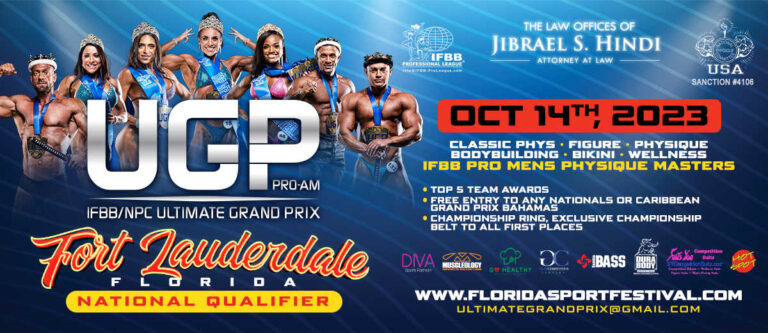 UGP
PRO-AM
IFBB/NPC ULTIMATE GRAND PRIX
Fort Lauderdale
FLORIDA
NATIONAL QUALIFIER
IFBB
PROFESSIONAL LEAGUE
THE LAW OFFICES OF
JIBRAEL S. HINDI
ATTORNEY AT LAW
USA
SANCTION #4106
OCT 14TH, 2023
CLASSIC PHYS • FIGURE • PHYSIQUE
BODYBUILDING • BIKINI • WELLNESS
IFBB PRO MENS PHYSIQUE MASTERS
• TOP 5 TEAM AWARDS
• FREE ENTRY TO ANY NATIONALS OR CARIBBEAN
GRAND PRIX BAHAMAS
• CHAMPIONSHIP RING, EXCLUSIVE CHAMPIONSHIP
BELT TO ALL FIRST PLACES
DIVA
MUSCLEOLOGY
HEALTHY
BASS
DURA
BODY
HOT
SPOT
WWW.FLORIDASPORTFESTIVAL.COM
ULTIMATEGRANDPRIX@GMAIL.COM